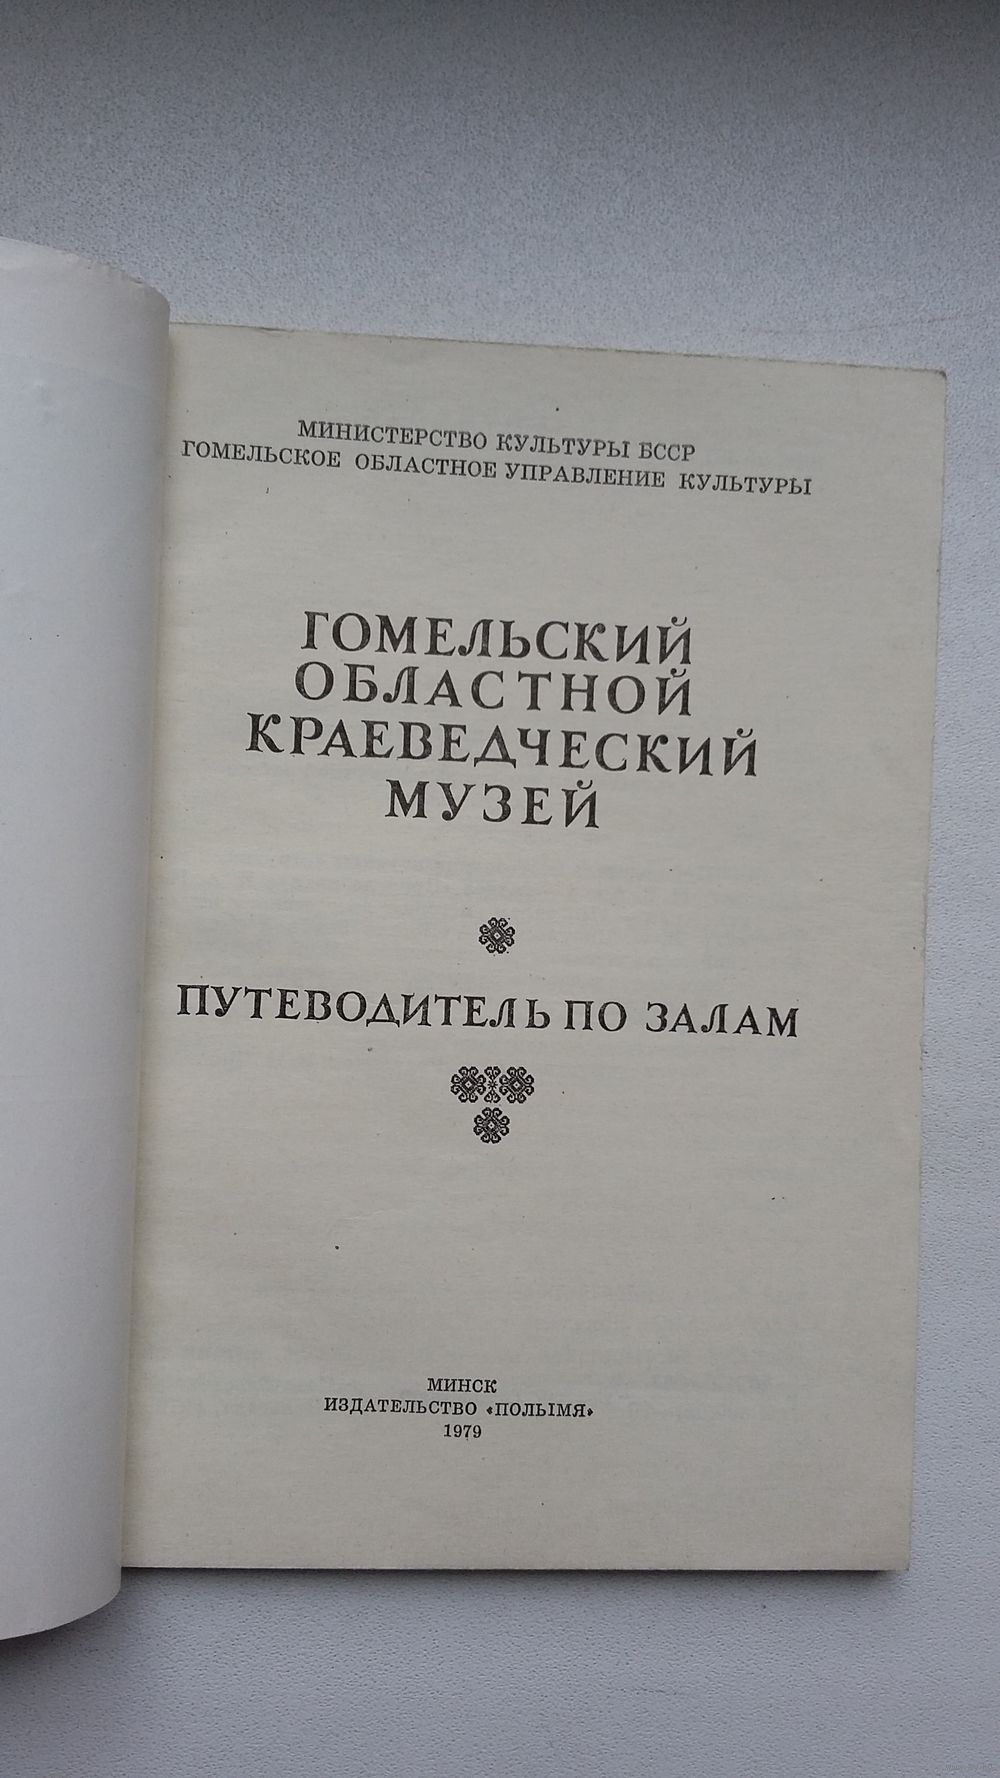 МИНИСТЕРСТВО КУЛЬТУРЫ БССР
ГОМЕЛЬСКОЕ ОБЛАСТНОЕ УПРАВЛЕНИЕ КУЛЬТУРЫ
ГОМЕЛЬСКИЙ
ОБЛАСТНОЙ
КРАЕВЕДЧЕСКИЙ
МУЗЕЙ
ПУТЕВОДИТЕЛЬ ПО ЗАЛАМ
МИНСК
ИЗДАТЕЛЬСТВО «ПОЛЫМЯ»
1979